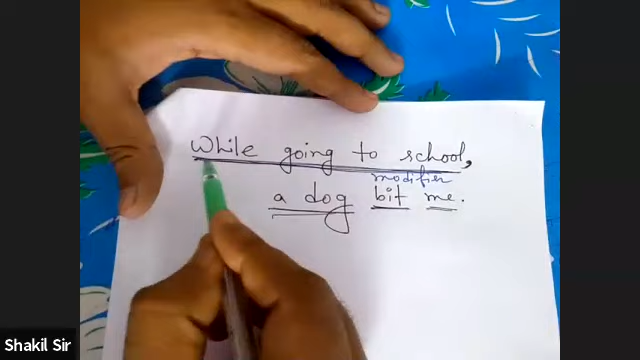 While going to school,
modifier
a dog bit me.
Shakil Sir